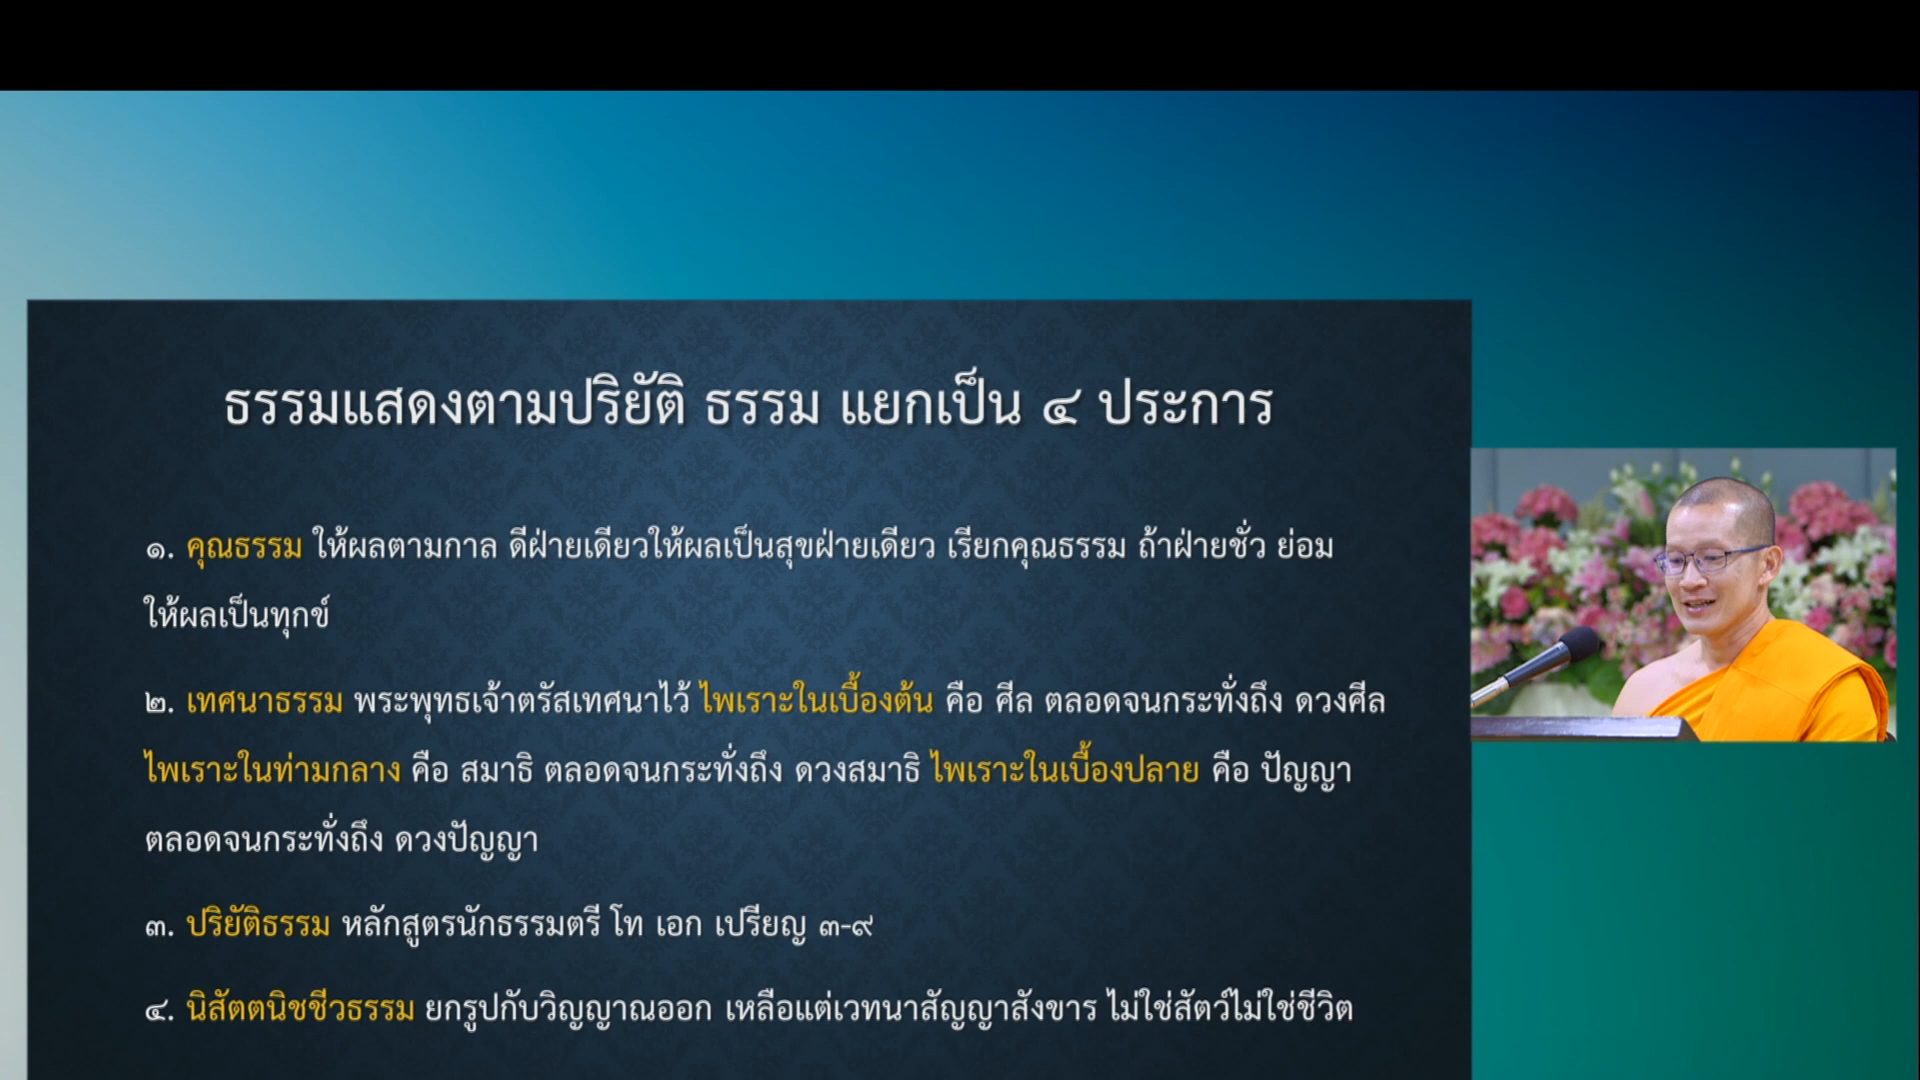 ธรรมแสดงตามปริยัติ ธรรม แยกเป็น ๔ ประการ
๑. คุณธรรม ให้ผลตามกาล ดีฝ่ายเดียวให้ผลเป็นสุขฝ่ายเดียว เรียกคุณธรรม ถ้าฝ่ายชั่ว ย่อม
ให้ผลเป็นทุกข์
๒. เทศนาธรรม พระพุทธเจ้าตรัสเทศนาไว้ ไพเราะในเบื้องต้น คือ ศีล ตลอดจนกระทั่งถึง ดวงศีล
ไพเราะในท่ามกลาง คือ สมาธิ ตลอดจนกระทั่งถึง ดวงสมาธิ ไพเราะในเบื้องปลาย คือ ปัญญา
ตลอดจนกระทั่งถึง ดวงปัญญา
๓. ปริยัติธรรม หลักสูตรนักธรรมตรี โท เอก เปรียญ ๓-๙
๔. นิสัตตนิชชีวธรรม ยกรูปกับวิญญาณออก เหลือแต่เวทนาสัญญาสังขาร ไม่ใช่สัตว์ไม่ใช่ชีวิต